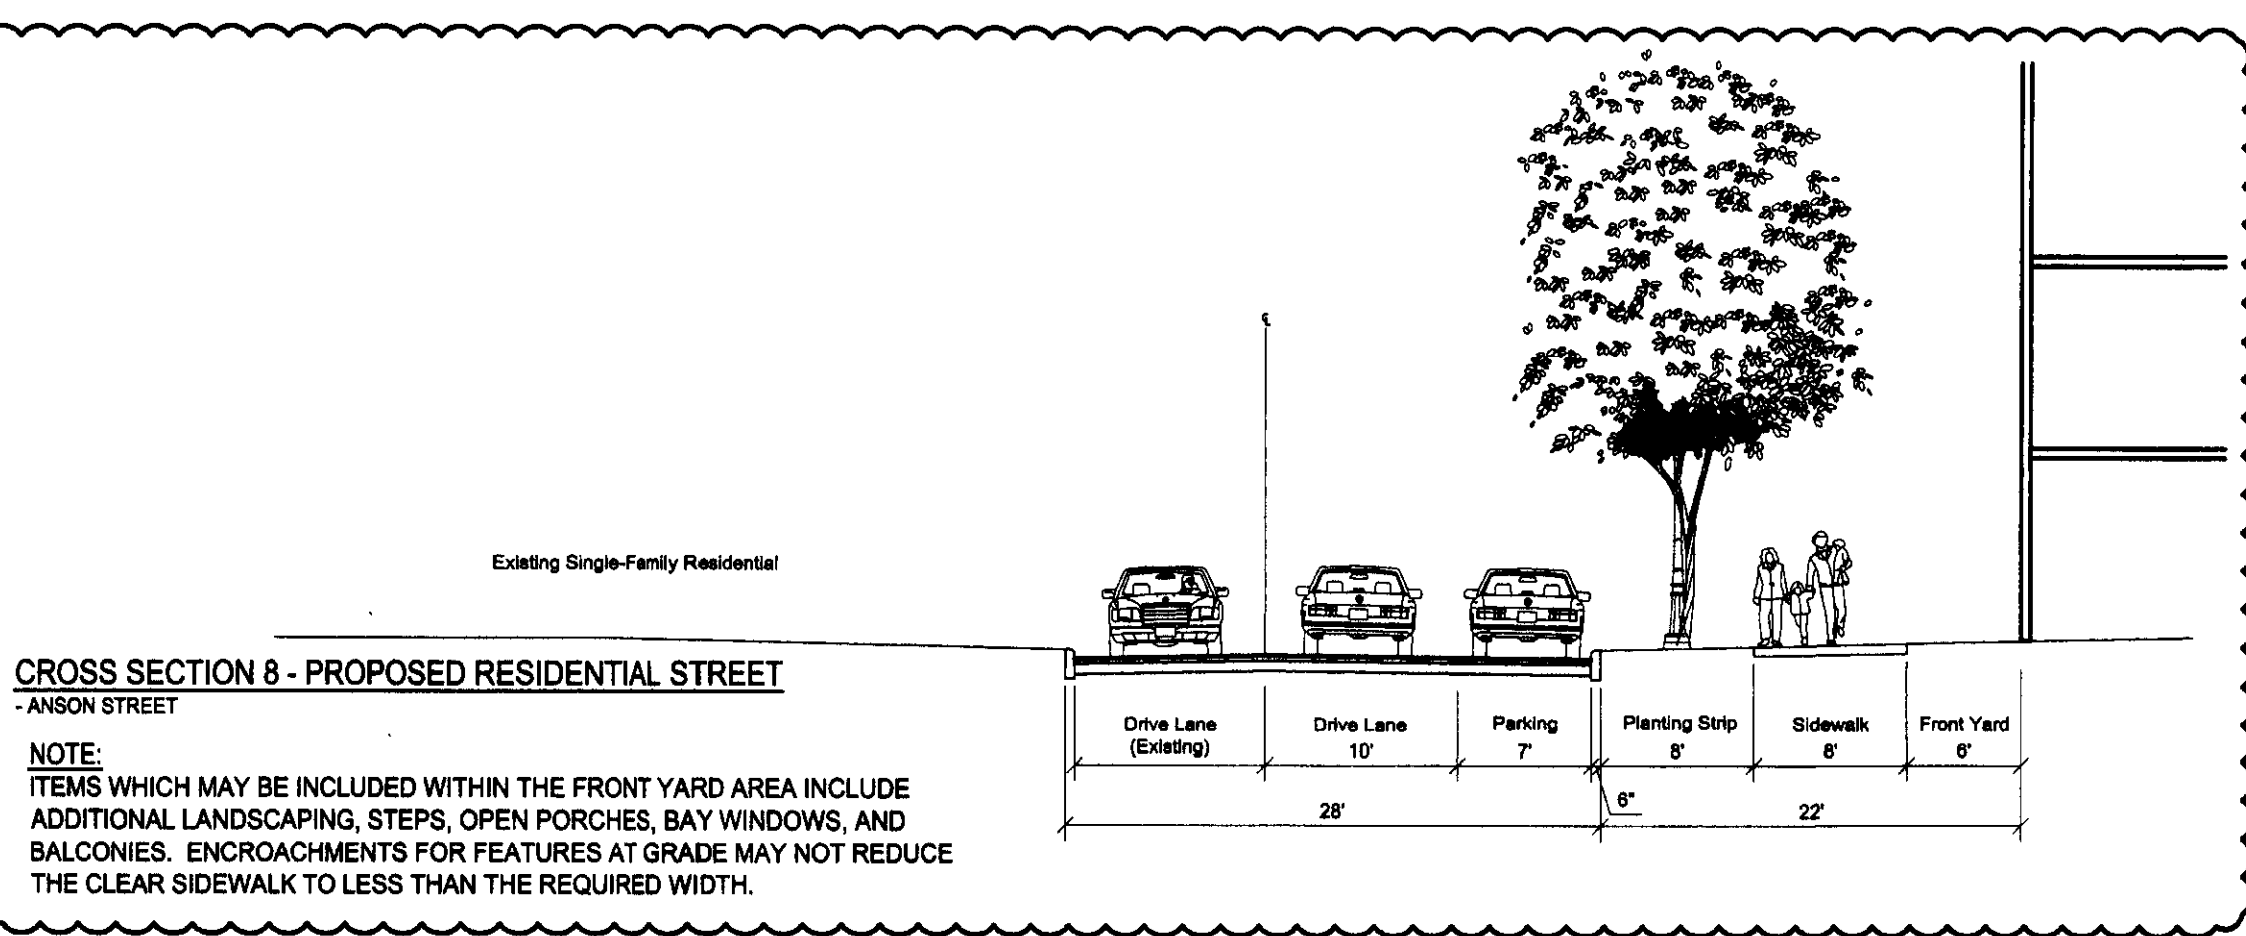 ℄
Existing Single-Family Residential
CROSS SECTION 8 - PROPOSED RESIDENTIAL STREET
- ANSON STREET
NOTE:
ITEMS WHICH MAY BE INCLUDED WITHIN THE FRONT YARD AREA INCLUDE
ADDITIONAL LANDSCAPING, STEPS, OPEN PORCHES, BAY WINDOWS, AND
BALCONIES. ENCROACHMENTS FOR FEATURES AT GRADE MAY NOT REDUCE
THE CLEAR SIDEWALK TO LESS THAN THE REQUIRED WIDTH.
Drive Lane
(Existing)
Drive Lane
10'
Parking
7'
Planting Strip
8'
Sidewalk
8'
Front Yard
6'
6"
28'
22'